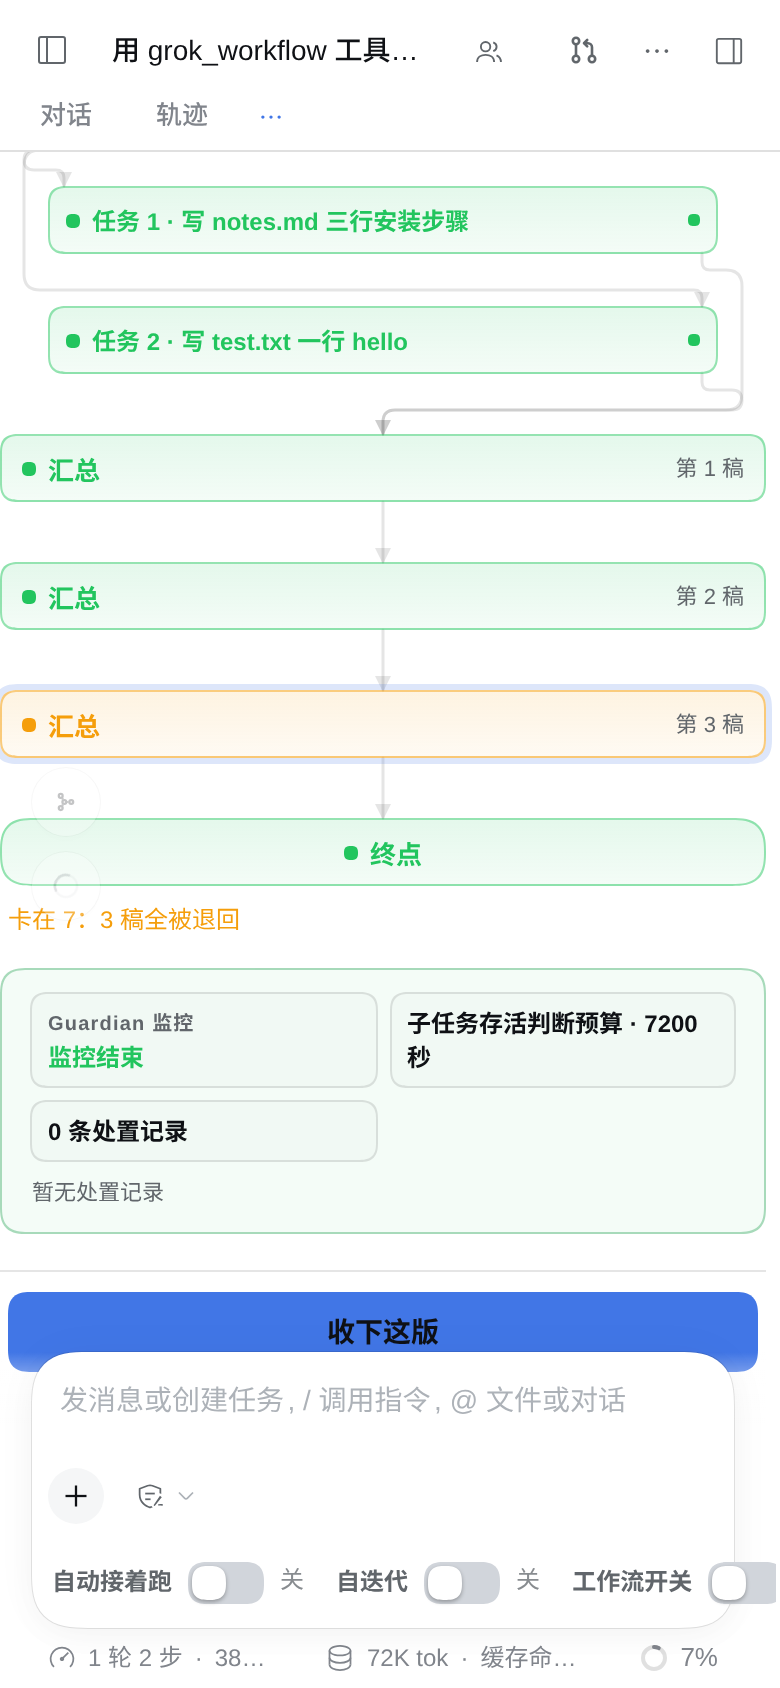 用 grok_workflow 工具...
对话 轨迹 ...
任务 1 · 写 notes.md 三行安装步骤
任务 2 · 写 test.txt 一行 hello
汇总 第 1 稿
汇总 第 2 稿
汇总 第 3 稿
终点
卡在 7：3 稿全被退回
Guardian 监控
监控结束
子任务存活判断预算 · 7200
秒
0 条处置记录
暂无处置记录
收下这版
发消息或创建任务, / 调用指令, @ 文件或对话
自动接着跑 关 自迭代 关 工作流开关
1 轮 2 步 · 38... 72K tok · 缓存命... 7%